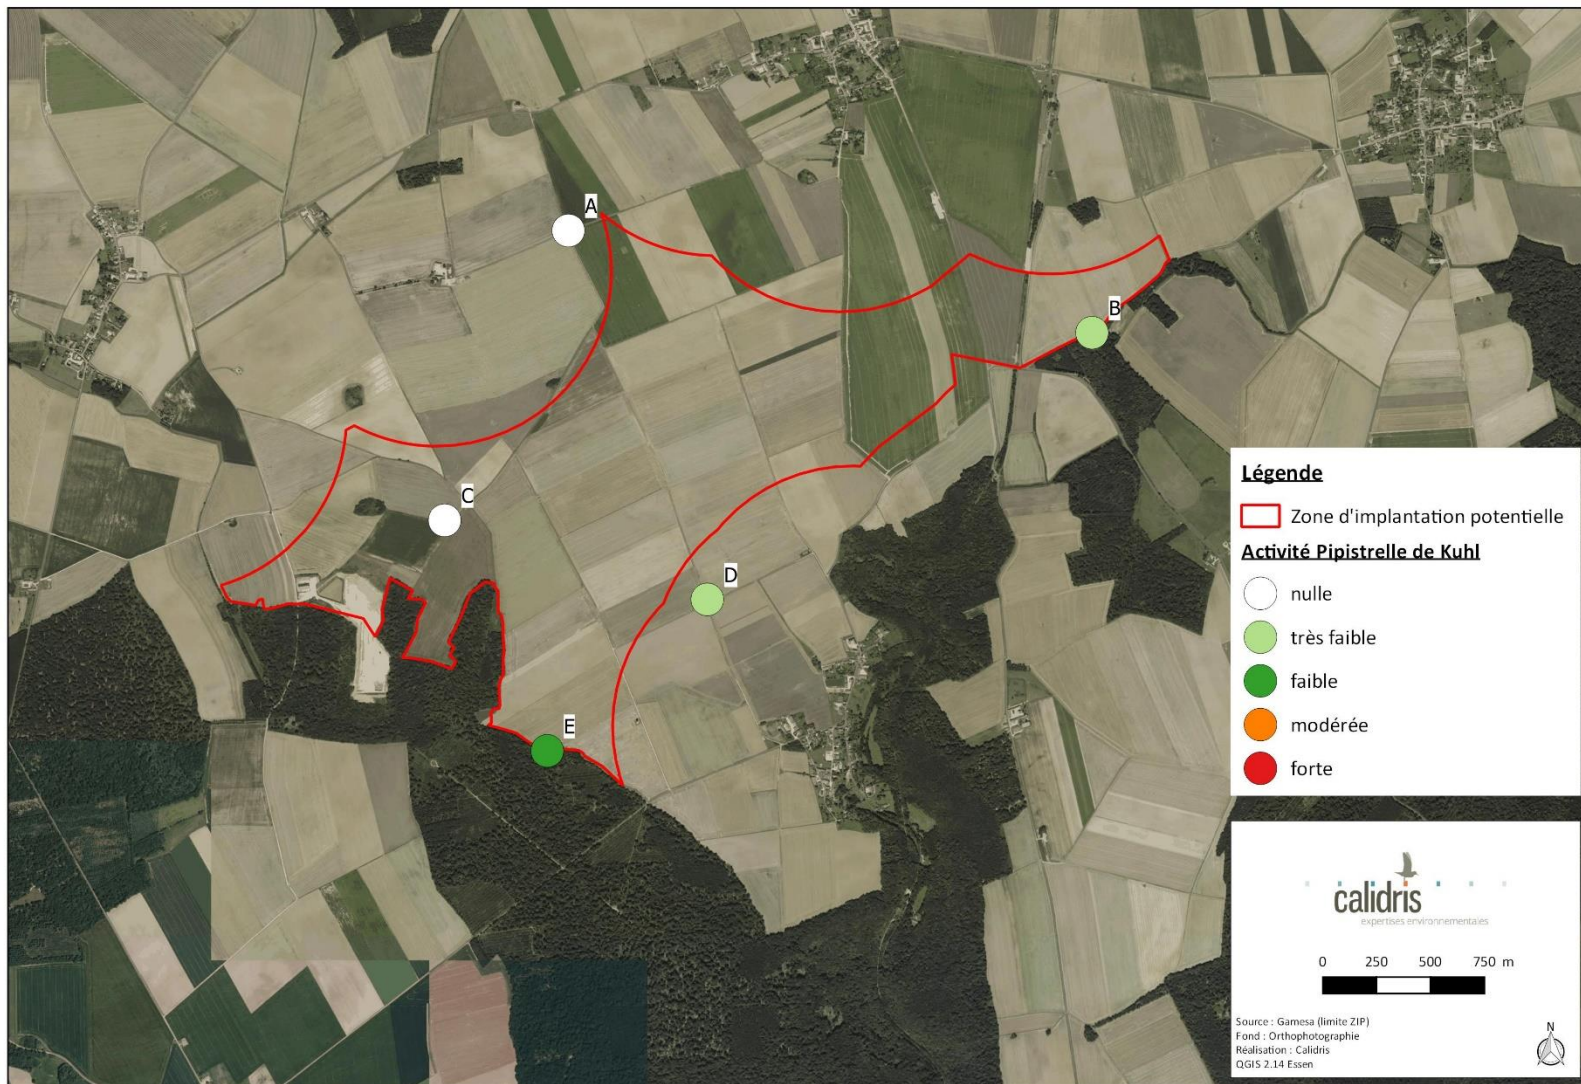 A
B
C
D
E
Légende
Zone d'implantation potentielle
Activité Pipistrelle de Kuhl
nulle
très faible
faible
modérée
forte
calidris
expertises environnementales
0 250 500 750 m
Source : Gamesa (limite ZIP)
Fond : Orthophotographie
Réalisation : Calidris
QGIS 2.14 Essen
N